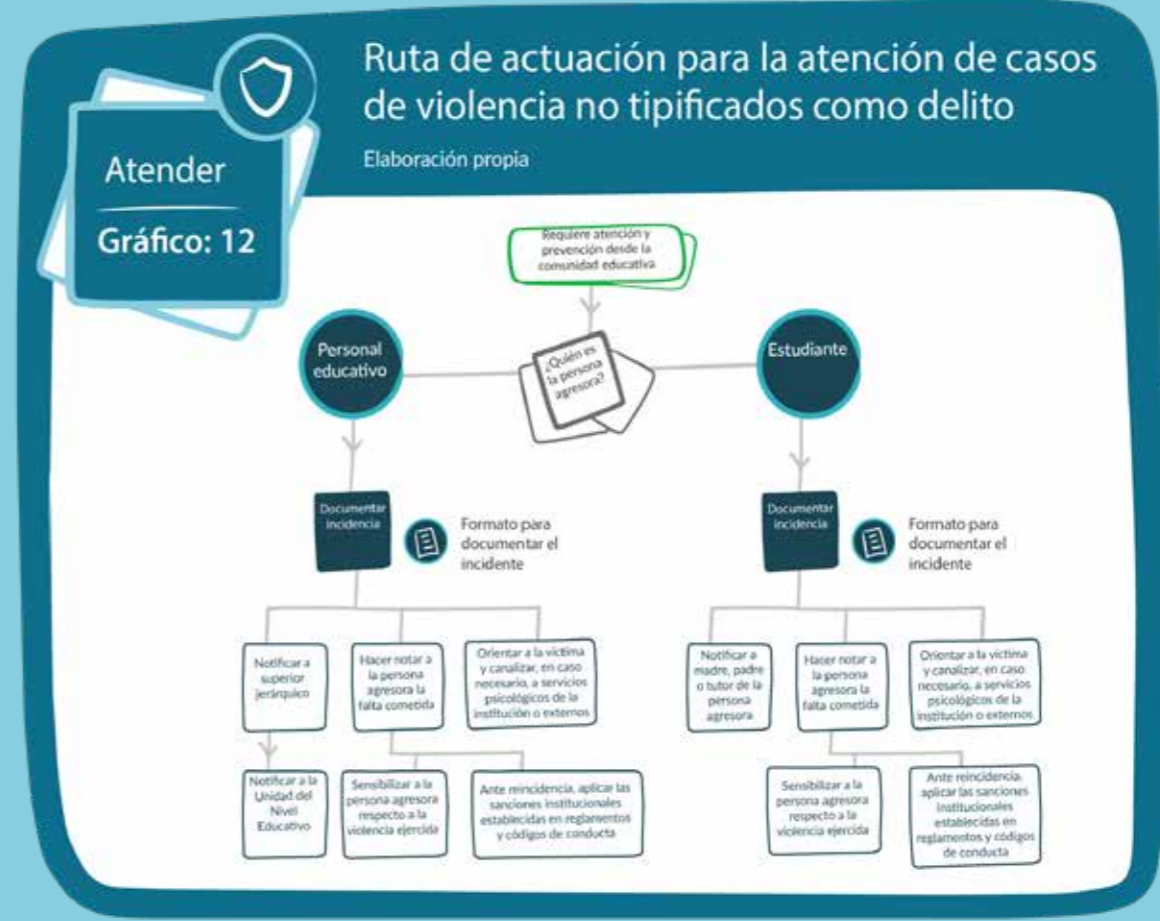 Ruta de actuación para la atención de casos
de violencia no tipificados como delito
Elaboración propia
Atender
Gráfico: 12
Requiere atención y
prevención desde la
comunidad educativa
¿Quién es
la persona
agresora?
Personal
educativo
Estudiante
Documentar
incidencia
Formato para
documentar el
incidente
Documentar
incidencia
Formato para
documentar el
incidente
Notificar a
superior
jerárquico
Hacer notar a
la persona
agresora la
falta cometida
Orientar a la víctima
y canalizar, en caso
necesario, a servicios
psicológicos de la
institución o externos
Notificar a
madre, padre
o tutor de la
persona
agresora
Hacer notar a
la persona
agresora la
falta cometida
Orientar a la víctima
y canalizar, en caso
necesario, a servicios
psicológicos de la
institución o externos
Notificar a la
Unidad del
Nivel
Educativo
Sensibilizar a la
persona agresora
respecto a la
violencia ejercida
Ante reincidencia, aplicar las
sanciones institucionales
establecidas en reglamentos
y códigos de conducta
Sensibilizar a la
persona agresora
respecto a la
violencia ejercida
Ante reincidencia,
aplicar las sanciones
institucionales
establecidas en
reglamentos y códigos
de conducta